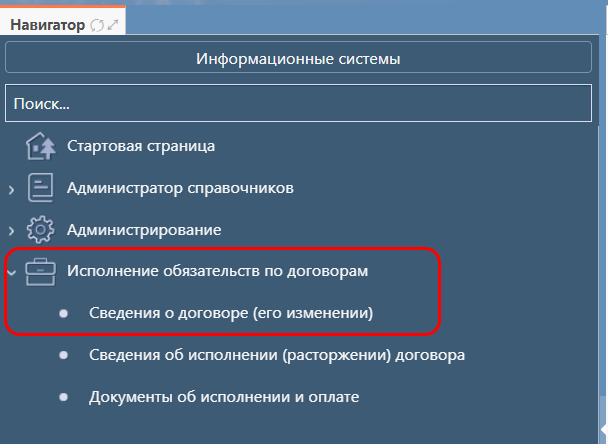 Навигатор
Информационные системы
Поиск...
Стартовая страница
Администратор справочников
Администрирование
Исполнение обязательств по договорам
Сведения о договоре (его изменении)
Сведения об исполнении (расторжении) договора
Документы об исполнении и оплате